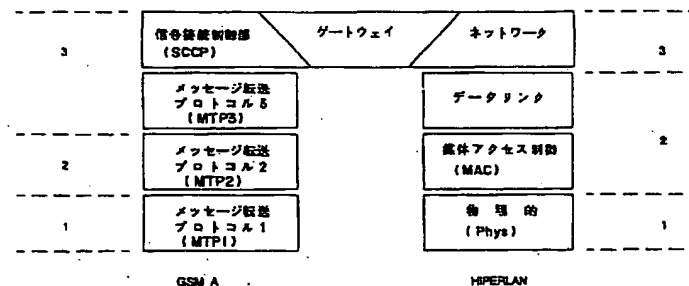 3
信号接続制御部
(SCCP)
ゲートウェイ
ネットワーク
3
メッセージ転送
プロトコル3
(MTP3)
データリンク
2
メッセージ転送
プロトコル2
(MTP2)
媒体アクセス制御
(MAC)
2
1
メッセージ転送
プロトコル1
(MTP1)
物理的
(Phys)
1
GSM A
HIPERLAN